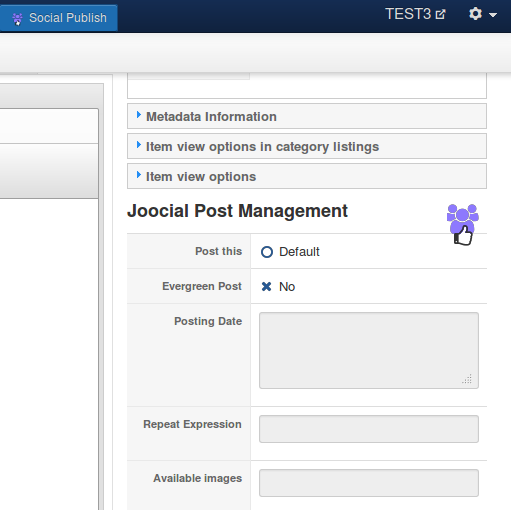 Social Publish
TEST3
Metadata Information
Item view options in category listings
Item view options
Joocial Post Management
Post this
Default
Evergreen Post
No
Posting Date
Repeat Expression
Available images